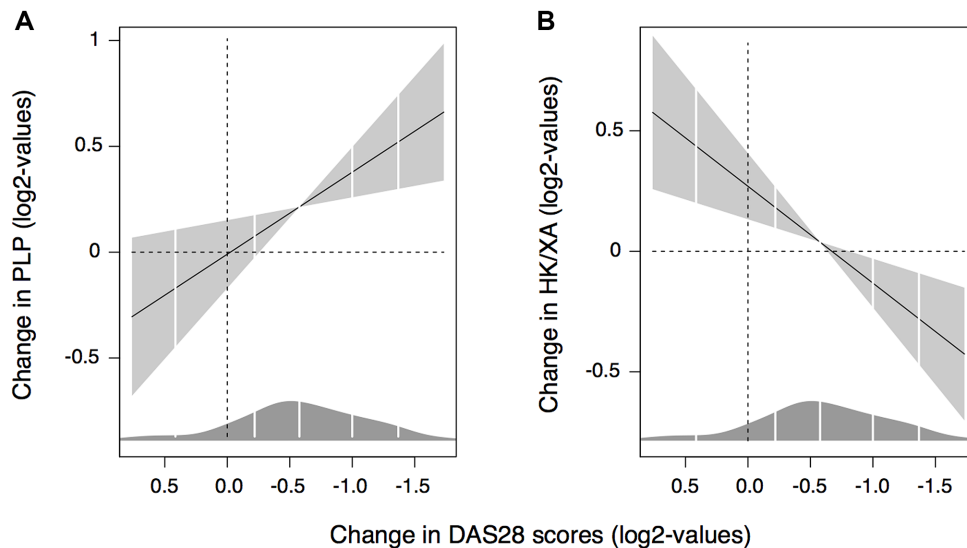 A
B
Change in PLP (log2-values)
1
0.5
0
-0.5
0.5 0.0 -0.5 -1.0 -1.5
Change in HK/XA (log2-values)
0.5
0
-0.5
0.5 0.0 -0.5 -1.0 -1.5
Change in DAS28 scores (log2-values)